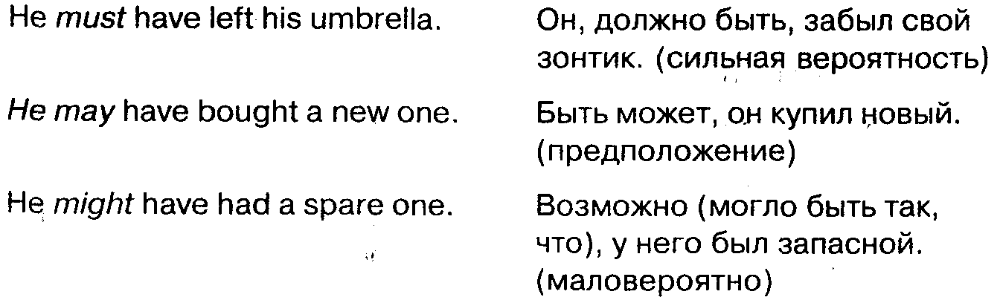 He must have left his umbrella.
Он, должно быть, забыл свой
зонтик. (сильная вероятность)
He may have bought a new one.
Быть может, он купил новый.
(предположение)
He might have had a spare one.
Возможно (могло быть так,
что), у него был запасной.
(маловероятно)